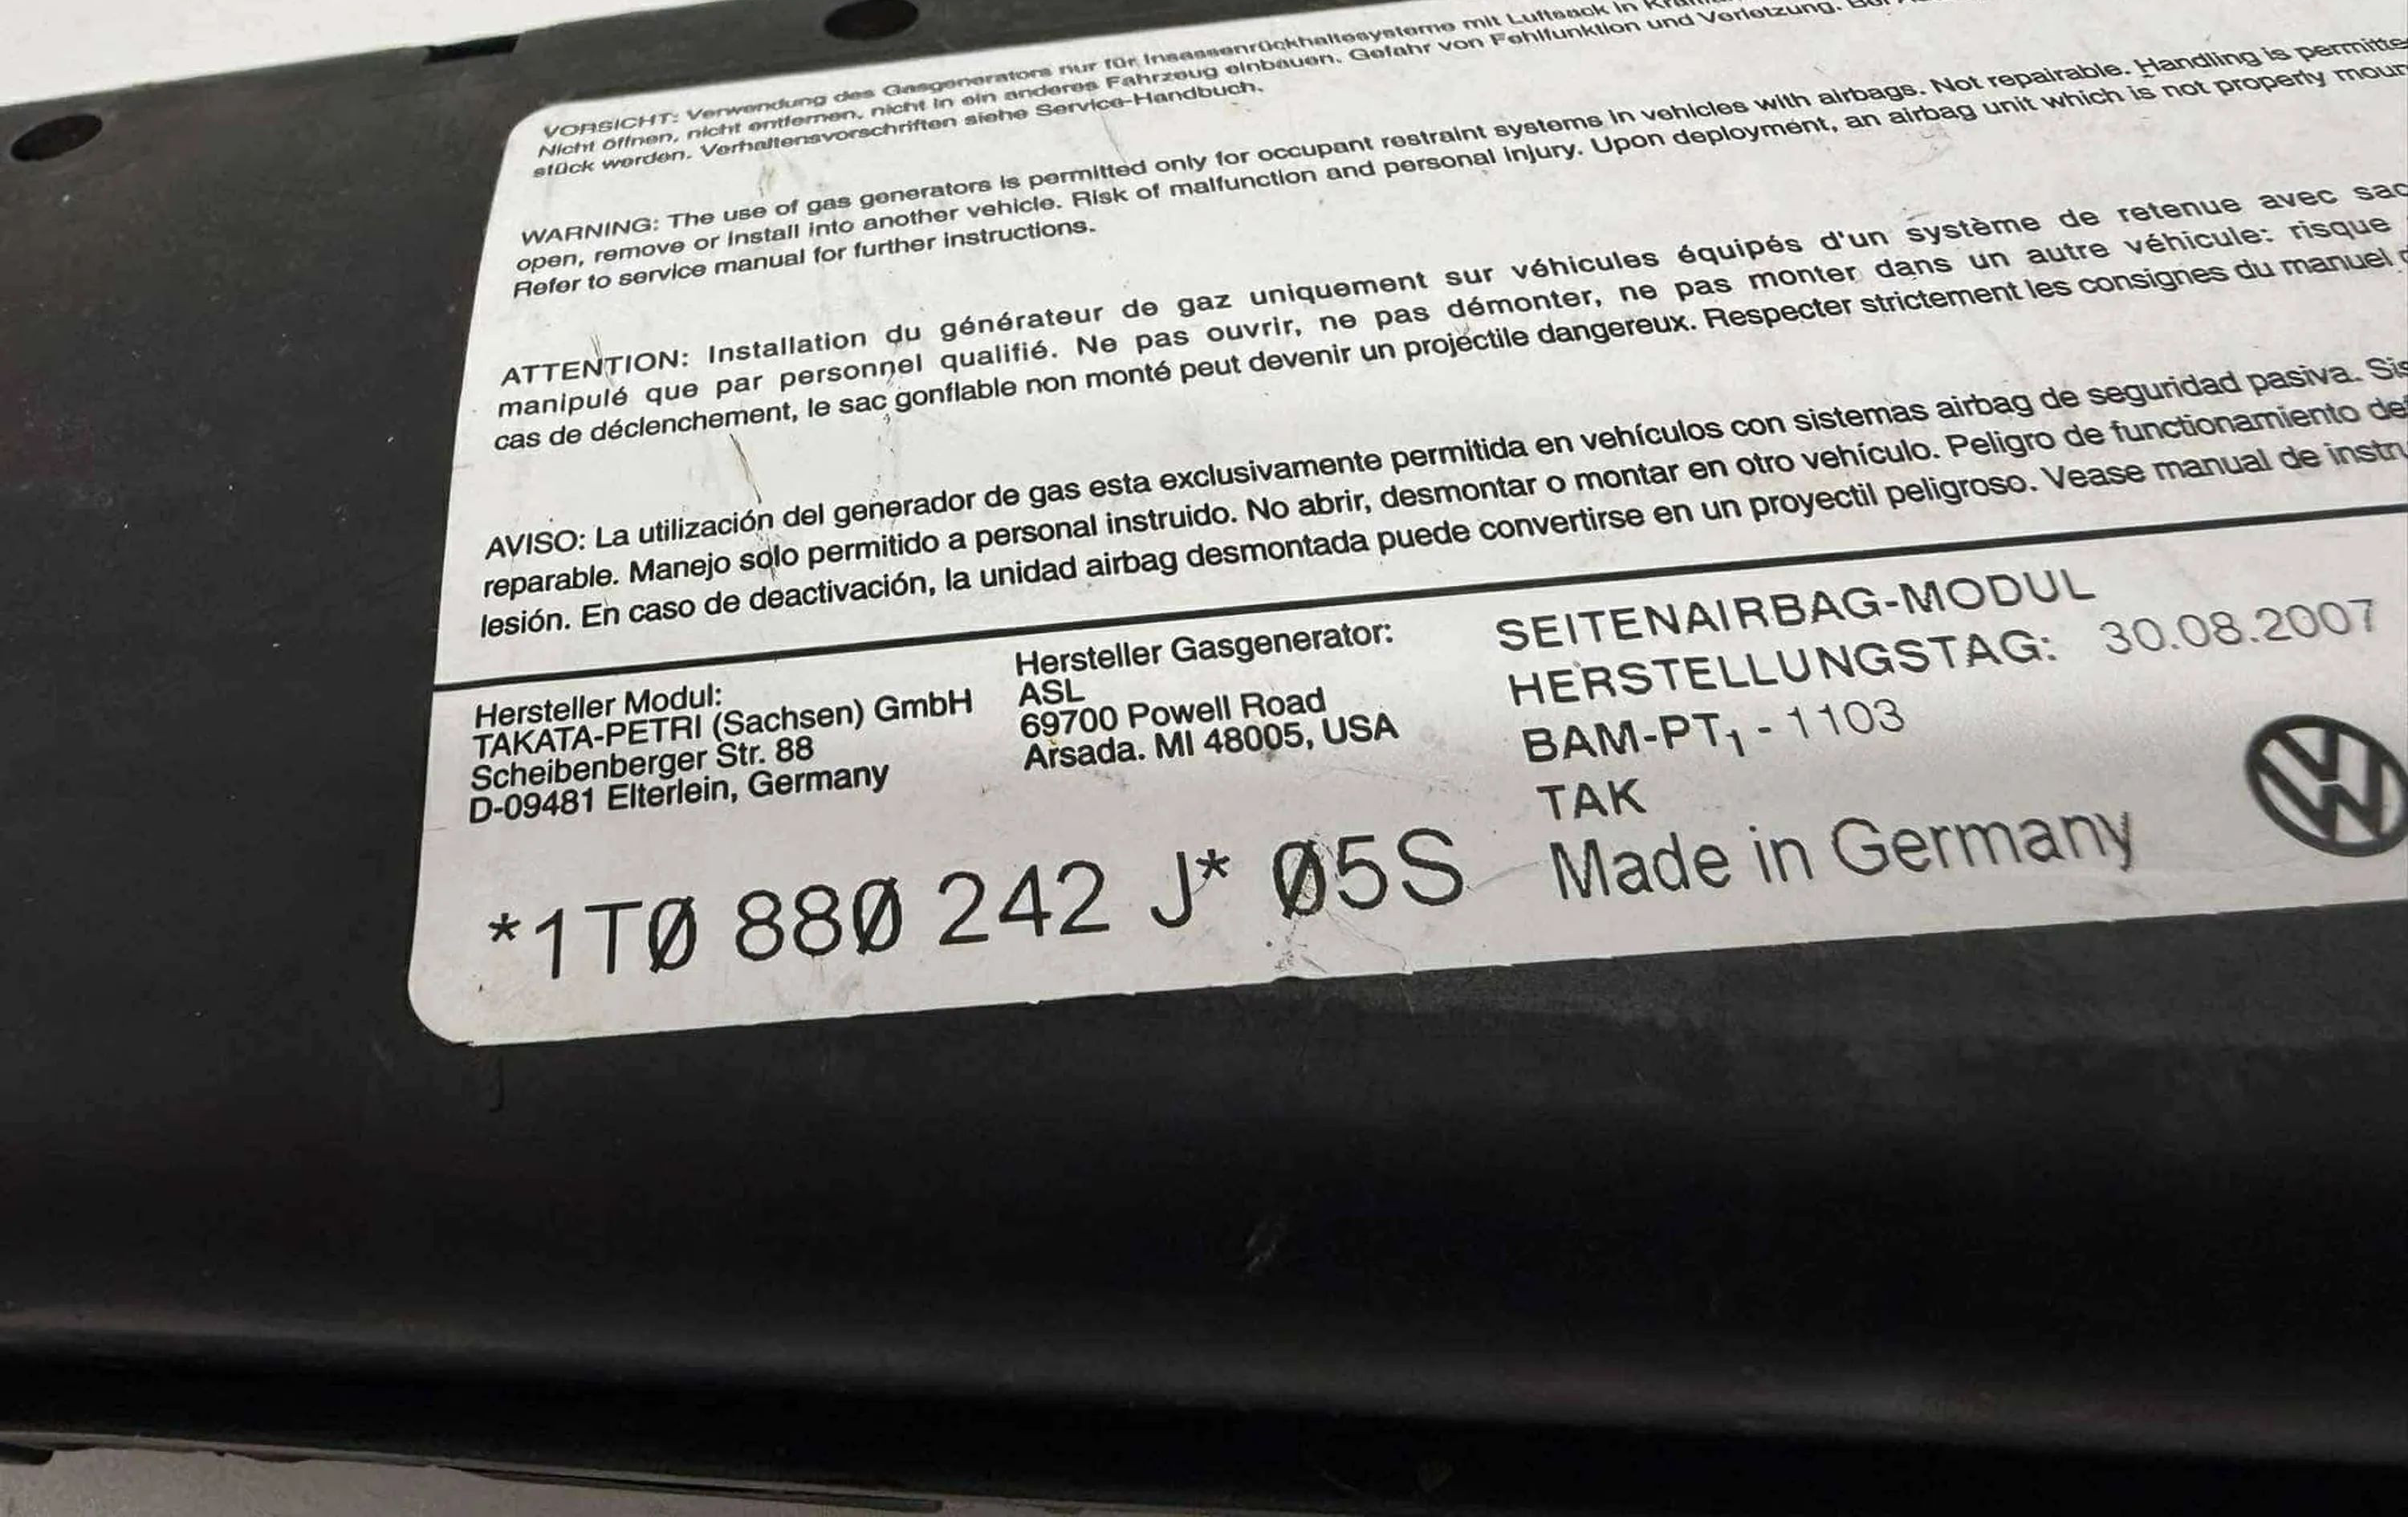 VORSICHT: Verwendung des Gasgenerators nur für Insassenrückhaltesysteme mit Luftsack in
Nicht öffnen, nicht entfernen, nicht in ein anderes Fahrzeug einbauen. Gefahr von Fehlfunktion und Verletzung.
stück werden. Verhaltensvorschriften siehe Service-Handbuch.
WARNING: The use of gas generators is permitted only for occupant restraint systems in vehicles with airbags. Not repairable. Handling is permitte
open, remove or install into another vehicle. Risk of malfunction and personal injury. Upon deployment, an airbag unit which is not properly moun
Refer to service manual for further instructions.
ATTENTION: Installation du générateur de gaz uniquement sur véhicules équipés d'un système de retenue avec sac
manipulé que par personnel qualifié. Ne pas ouvrir, ne pas démonter, ne pas monter dans un autre véhicule: risque
cas de déclenchement, le sac gonflable non monté peut devenir un projectile dangereux. Respecter strictement les consignes du manuel
AVISO: La utilización del generador de gas esta exclusivamente permitida en vehículos con sistemas airbag de seguridad pasiva. Sis
reparable. Manejo solo permitido a personal instruido. No abrir, desmontar o montar en otro vehículo. Peligro de functionamiento de
lesión. En caso de deactivación, la unidad airbag desmontada puede convertirse en un proyectil peligroso. Vease manual de instru
Hersteller Modul:
TAKATA-PETRI (Sachsen) GmbH
Scheibenberger Str. 88
D-09481 Elterlein, Germany
Hersteller Gasgenerator:
ASL
69700 Powell Road
Arsada. MI 48005, USA
SEITENAIRBAG-MODUL
HERSTELLUNGSTAG: 30.08.2007
BAM-PT₁ - 1103
TAK
Made in Germany
*1T0 880 242 J* 05S
VW